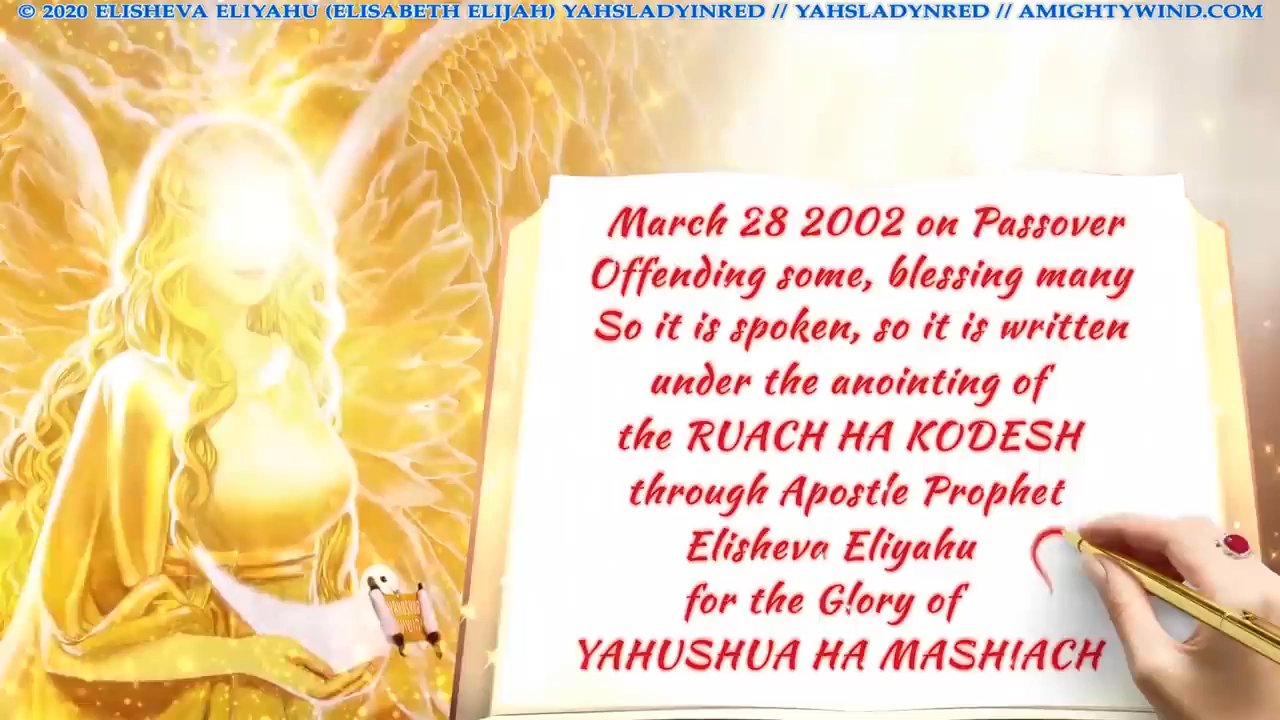 © 2020 ELISHEVA ELIYAHU (ELISABETH ELIJAH) YAHSLADYINRED // YAHSLADYNRED // AMIGHTYWIND.COM
March 28 2002 on Passover
Offending some, blessing many
So it is spoken, so it is written
under the anointing of
the RUACH HA KODESH
through Apostle Prophet
Elisheva Eliyahu
for the Glory of
YAHUSHUA HA MASHIACH